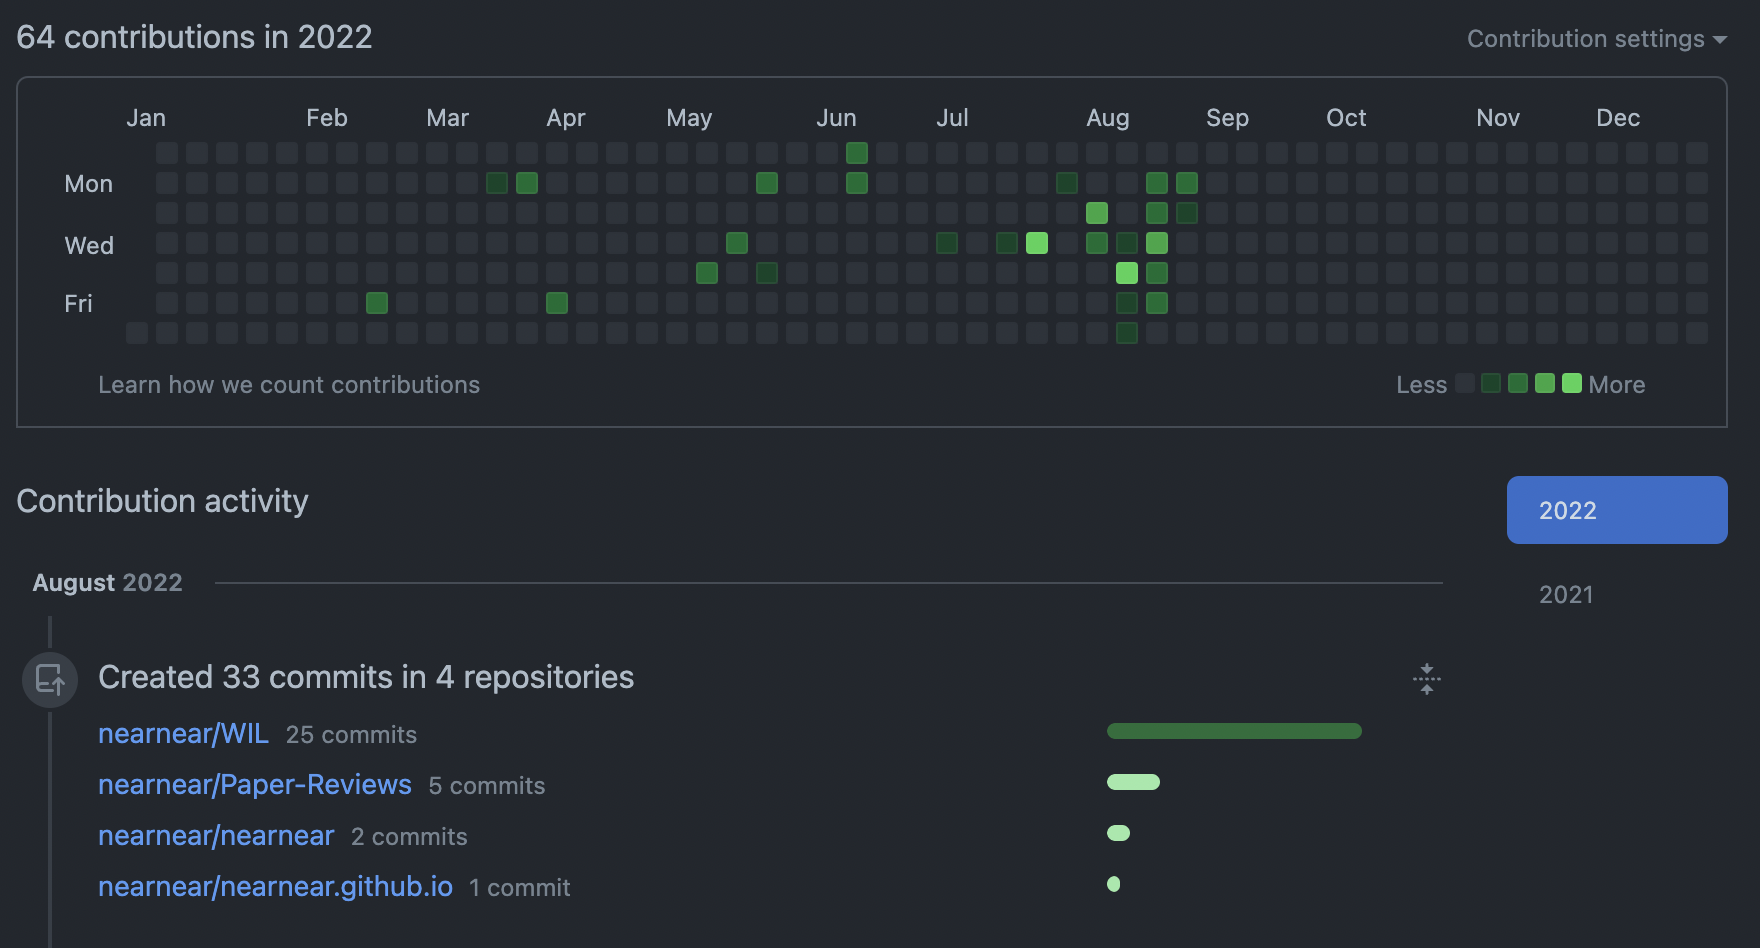 64 contributions in 2022
Contribution settings
Jan Feb Mar Apr May Jun Jul Aug Sep Oct Nov Dec
Mon
Wed
Fri
Learn how we count contributions
Less More
Contribution activity
2022
2021
August 2022
Created 33 commits in 4 repositories
nearnear/WIL 25 commits
nearnear/Paper-Reviews 5 commits
nearnear/nearnear 2 commits
nearnear/nearnear.github.io 1 commit